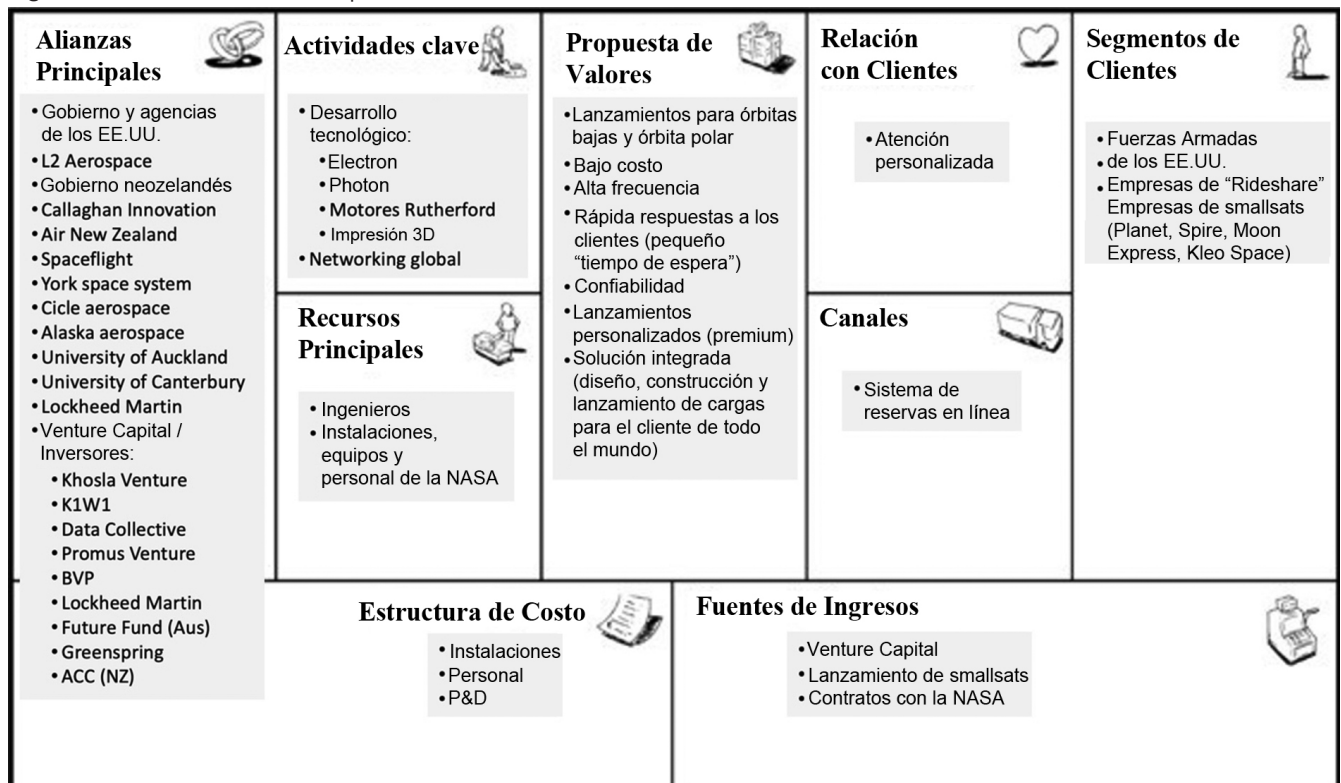 Alianzas
Principales
• Gobierno y agencias
de los EE.UU.
• L2 Aerospace
• Gobierno neozelandés
• Callaghan Innovation
• Air New Zealand
• Spaceflight
• York space system
• Cicle aerospace
• Alaska aerospace
• University of Auckland
• University of Canterbury
• Lockheed Martin
• Venture Capital /
Inversores:
• Khosla Venture
• K1W1
• Data Collective
• Promus Venture
• BVP
• Lockheed Martin
• Future Fund (Aus)
• Greenspring
• ACC (NZ)
Actividades clave
• Desarrollo
tecnológico:
• Electron
• Photon
• Motores Rutherford
• Impresión 3D
• Networking global
Recursos
Principales
• Ingenieros
• Instalaciones,
equipos y
personal de la NASA
Propuesta de
Valores
• Lanzamientos para órbitas
bajas y órbita polar
• Bajo costo
• Alta frecuencia
• Rápida respuestas a los
clientes (pequeño
“tiempo de espera”)
• Confiabilidad
• Lanzamientos
personalizados (premium)
• Solución integrada
(diseño, construcción y
lanzamiento de cargas
para el cliente de todo
el mundo)
Relación
con Clientes
• Atención
personalizada
Canales
• Sistema de
reservas en línea
Segmentos de
Clientes
• Fuerzas Armadas
• de los EE.UU.
• Empresas de “Rideshare”
Empresas de smallsats
(Planet, Spire, Moon
Express, Kleo Space)
Estructura de Costo
• Instalaciones
• Personal
• P&D
Fuentes de Ingresos
• Venture Capital
• Lanzamiento de smallsats
• Contratos con la NASA